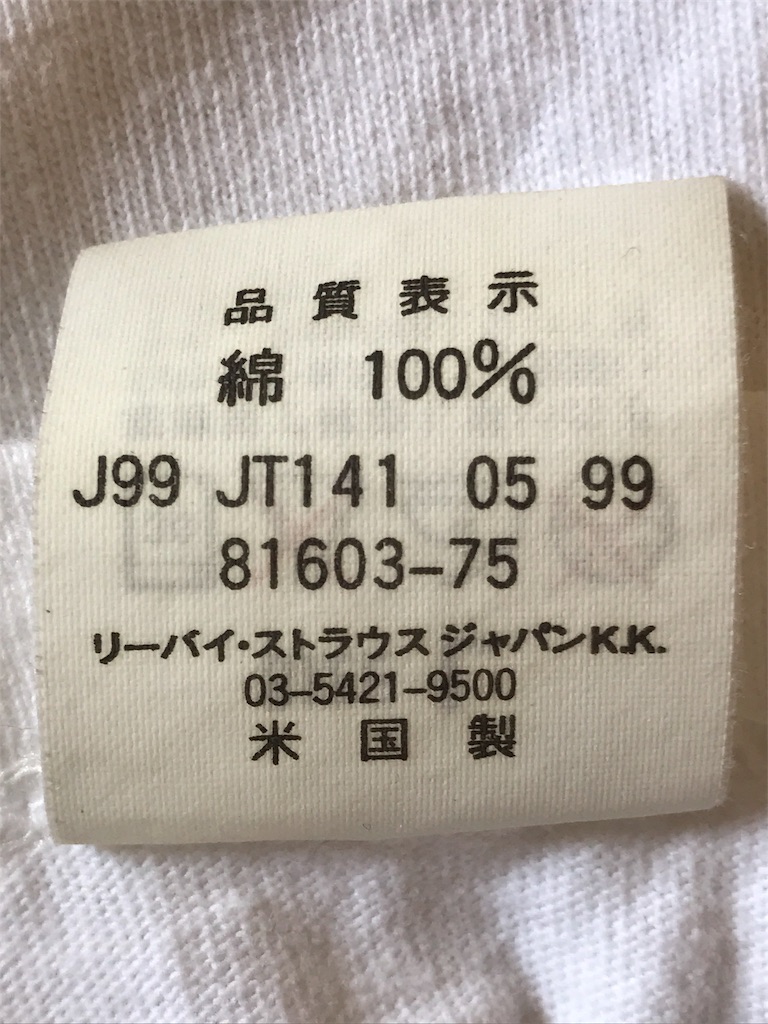 品質表示
綿 100%
J99 JT141 05 99
81603-75
リーバイ・ストラウス ジャパンK.K.
03-5421-9500
米国製